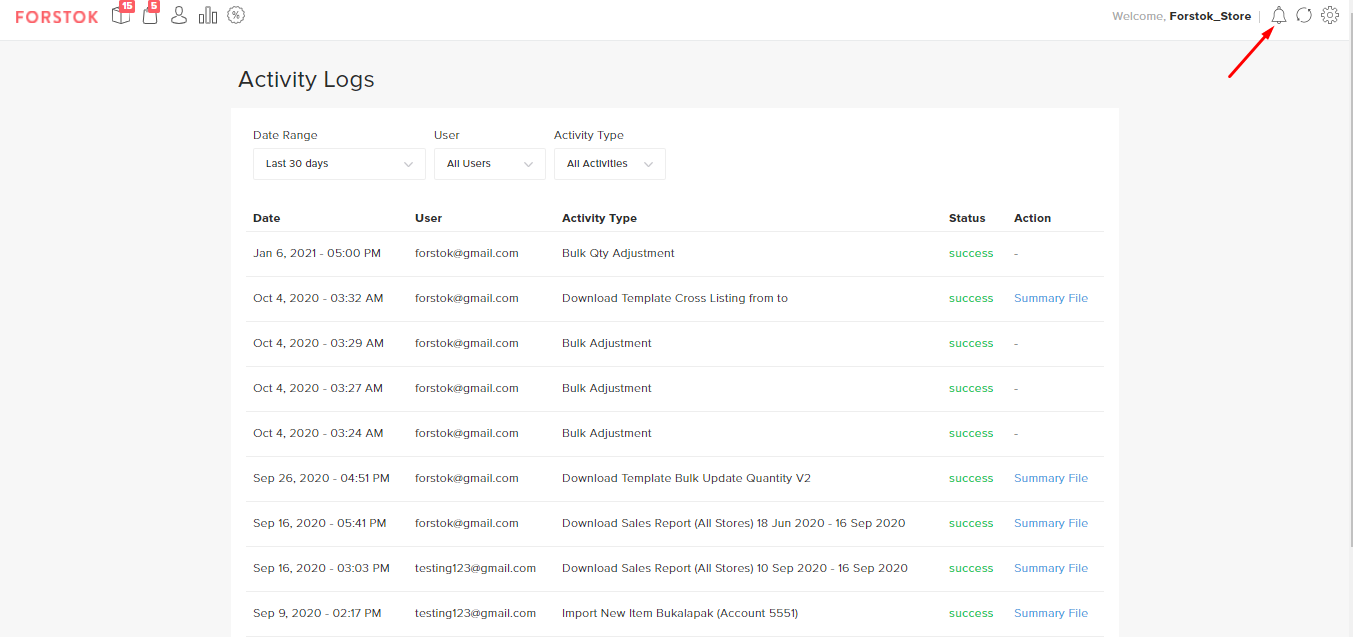 FORSTOK 15 5 Welcome, Forstok_Store
Activity Logs
Date Range User Activity Type
Last 30 days All Users All Activities
Date User Activity Type Status Action
Jan 6, 2021 - 05:00 PM forstok@gmail.com Bulk Qty Adjustment success -
Oct 4, 2020 - 03:32 AM forstok@gmail.com Download Template Cross Listing from to success Summary File
Oct 4, 2020 - 03:29 AM forstok@gmail.com Bulk Adjustment success -
Oct 4, 2020 - 03:27 AM forstok@gmail.com Bulk Adjustment success -
Oct 4, 2020 - 03:24 AM forstok@gmail.com Bulk Adjustment success -
Sep 26, 2020 - 04:51 PM forstok@gmail.com Download Template Bulk Update Quantity V2 success Summary File
Sep 16, 2020 - 05:41 PM forstok@gmail.com Download Sales Report (All Stores) 18 Jun 2020 - 16 Sep 2020 success Summary File
Sep 16, 2020 - 03:03 PM testing123@gmail.com Download Sales Report (All Stores) 10 Sep 2020 - 16 Sep 2020 success Summary File
Sep 9, 2020 - 02:17 PM testing123@gmail.com Import New Item Bukalapak (Account 5551) success Summary File